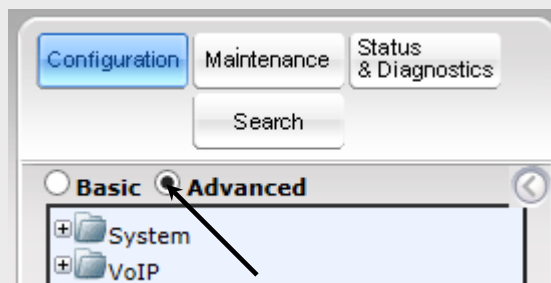 Configuration
Maintenance
Status
& Diagnostics
Search
Basic
Advanced
System
VoIP